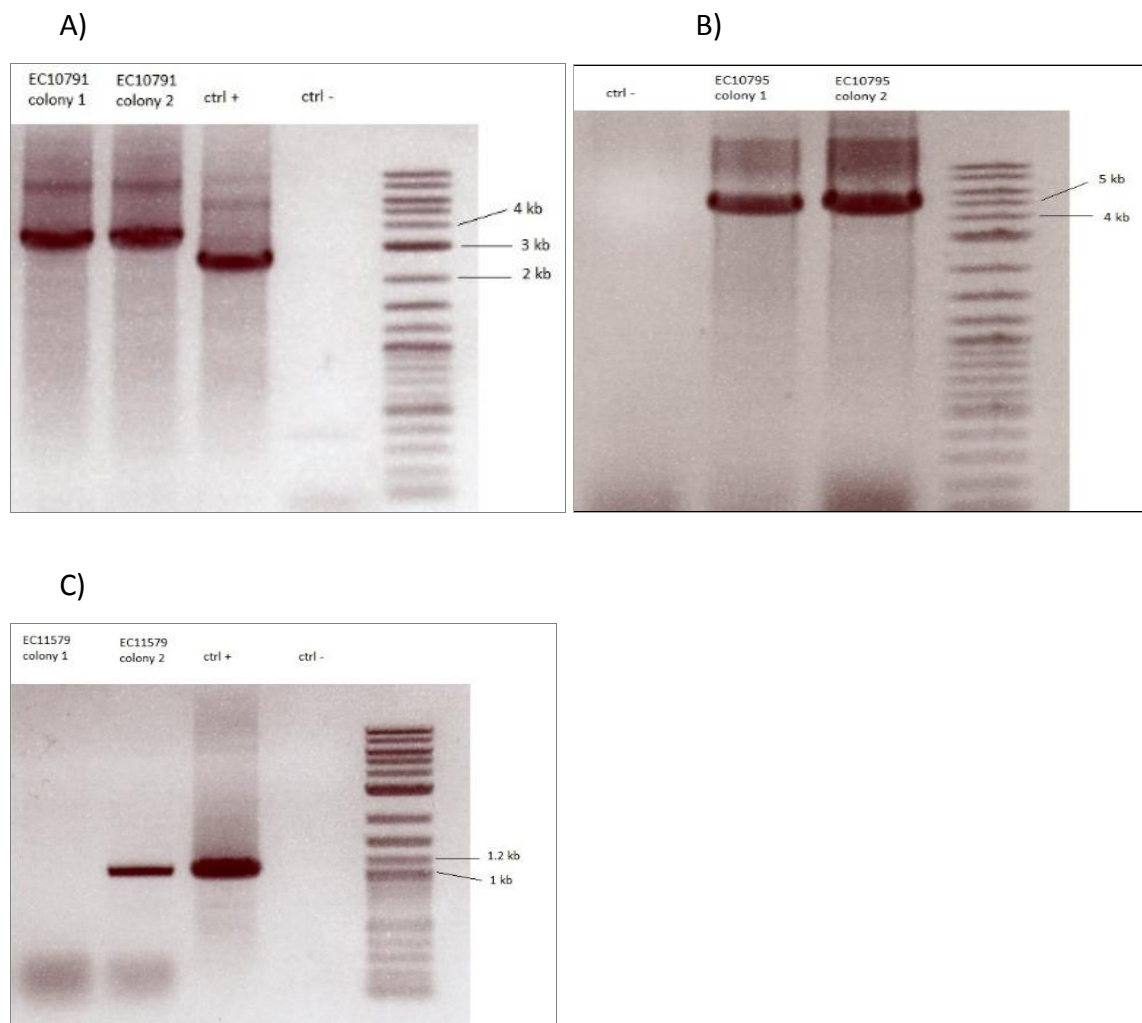 A)
B)
EC10791
colony 1
EC10791
colony 2
ctrl +
ctrl -
4 kb
3 kb
2 kb
ctrl -
EC10795
colony 1
EC10795
colony 2
5 kb
4 kb
C)
EC11579
colony 1
EC11579
colony 2
ctrl +
ctrl -
1.2 kb
1 kb